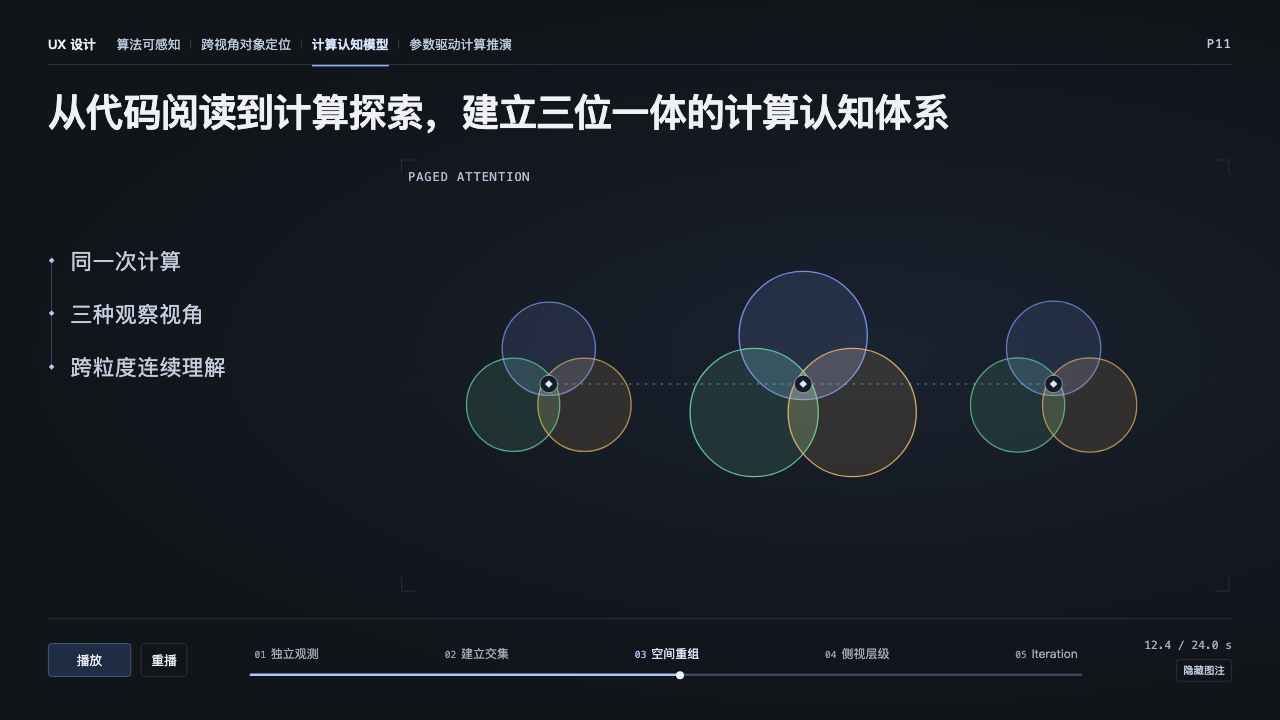 UX 设计 算法可感知 跨视角对象定位 计算认知模型 参数驱动计算推演 P11
从代码阅读到计算探索，建立三位一体的计算认知体系
PAGED ATTENTION
同一次计算
三种观察视角
跨粒度连续理解
播放 重播
01 独立观测 02 建立交集 03 空间重组 04 侧视层级 05 Iteration
12.4 / 24.0 s
隐藏图注